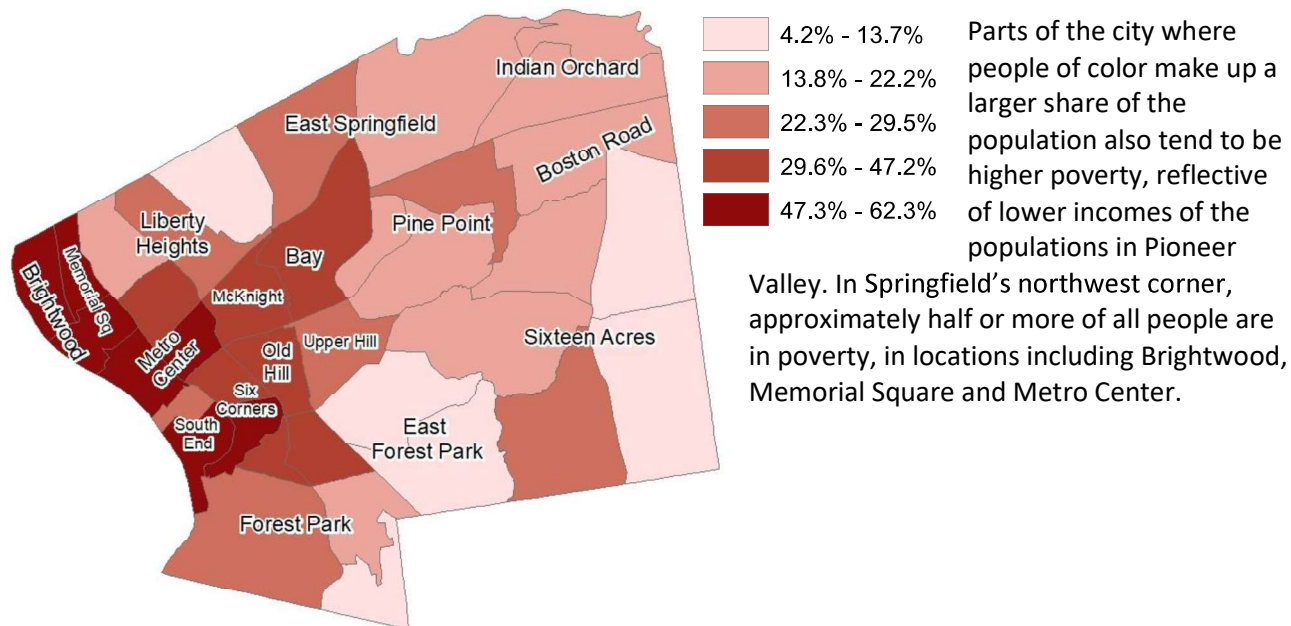 4.2% - 13.7%
13.8% - 22.2%
22.3% - 29.5%
29.6% - 47.2%
47.3% - 62.3%
Parts of the city where
people of color make up a
larger share of the
population also tend to be
higher poverty, reflective
of lower incomes of the
populations in Pioneer
Valley. In Springfield’s northwest corner,
approximately half or more of all people are
in poverty, in locations including Brightwood,
Memorial Square and Metro Center.
Indian Orchard
East Springfield
Boston Road
Liberty
Heights
Pine Point
Bay
Memorial Sq
Brightwood
McKnight
Metro
Center
Old
Hill
Upper Hill
Sixteen Acres
Six
Corners
South
End
East
Forest Park
Forest Park